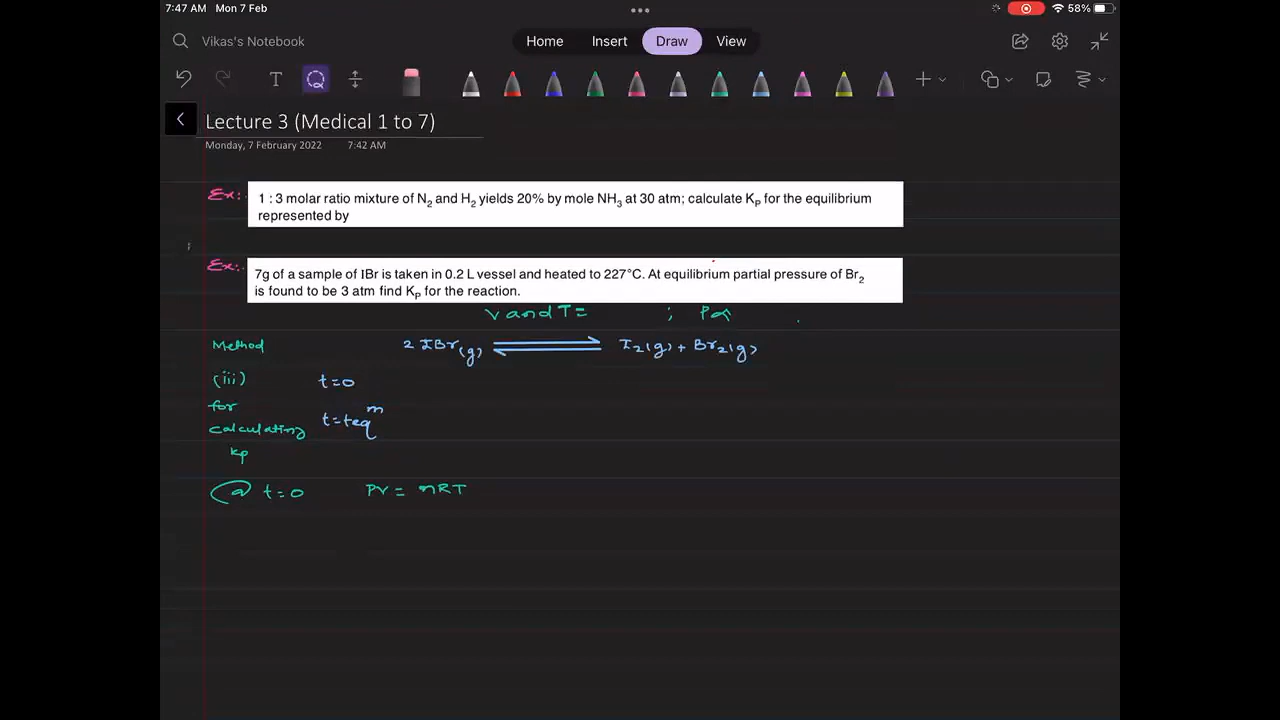 7:47 AM Mon 7 Feb
58%
Vikas's Notebook
Home Insert Draw View
Lecture 3 (Medical 1 to 7)
Monday, 7 February 2022 7:42 AM
Ex:
1 : 3 molar ratio mixture of N₂ and H₂ yields 20% by mole NH₃ at 30 atm; calculate Kₚ for the equilibrium
represented by
Ex:
7g of a sample of IBr is taken in 0.2 L vessel and heated to 227°C. At equilibrium partial pressure of Br₂
is found to be 3 atm find Kₚ for the reaction.
V and T = ; P∝
Method 2 IBr(g) ⇌ I₂(g) + Br₂(g)
(iii) t=0
for
t=teqᵐ
calculating
Kp
@ t=0 PV = nRT